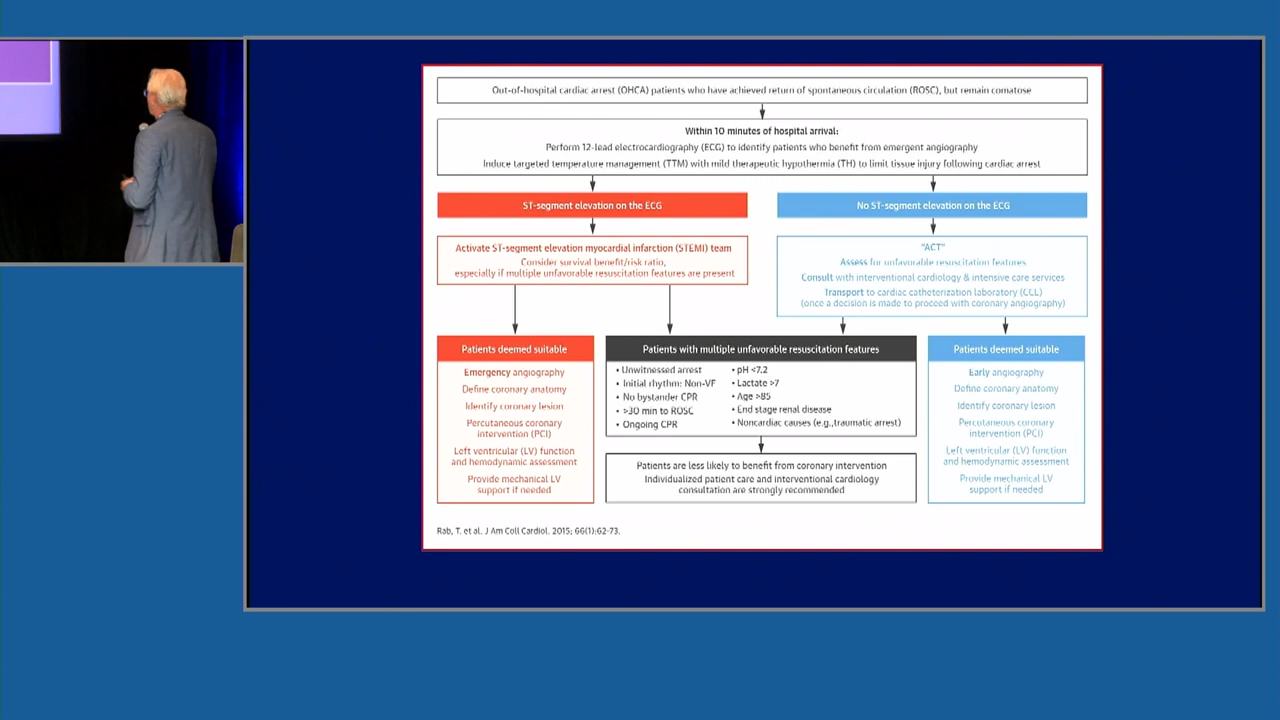 Out-of-hospital cardiac arrest (OHCA) patients who have achieved return of spontaneous circulation (ROSC), but remain comatose
Within 10 minutes of hospital arrival:
Perform 12-lead electrocardiography (ECG) to identify patients who benefit from emergent angiography
Induce targeted temperature management (TTM) with mild therapeutic hypothermia (TH) to limit tissue injury following cardiac arrest
ST-segment elevation on the ECG
Activate ST-segment elevation myocardial infarction (STEMI) team
Consider survival benefit/risk ratio,
especially if multiple unfavorable resuscitation features are present
No ST-segment elevation on the ECG
"ACT"
Assess for unfavorable resuscitation features
Consult with interventional cardiology & intensive care services
Transport to cardiac catheterization laboratory (CCL)
(once a decision is made to proceed with coronary angiography)
Patients deemed suitable
Emergency angiography
Define coronary anatomy
Identify coronary lesion
Percutaneous coronary
intervention (PCI)
Left ventricular (LV) function
and hemodynamic assessment
Provide mechanical LV
support if needed
Patients with multiple unfavorable resuscitation features
• Unwitnessed arrest
• Initial rhythm: Non-VF
• No bystander CPR
• >30 min to ROSC
• Ongoing CPR
• pH <7.2
• Lactate >7
• Age >85
• End stage renal disease
• Noncardiac causes (e.g.,traumatic arrest)
Patients are less likely to benefit from coronary intervention
Individualized patient care and interventional cardiology
consultation are strongly recommended
Patients deemed suitable
Early angiography
Define coronary anatomy
Identify coronary lesion
Percutaneous coronary
intervention (PCI)
Left ventricular (LV) function
and hemodynamic assessment
Provide mechanical LV
support if needed
Rab, T. et al. J Am Coll Cardiol. 2015; 66(1):62-73.